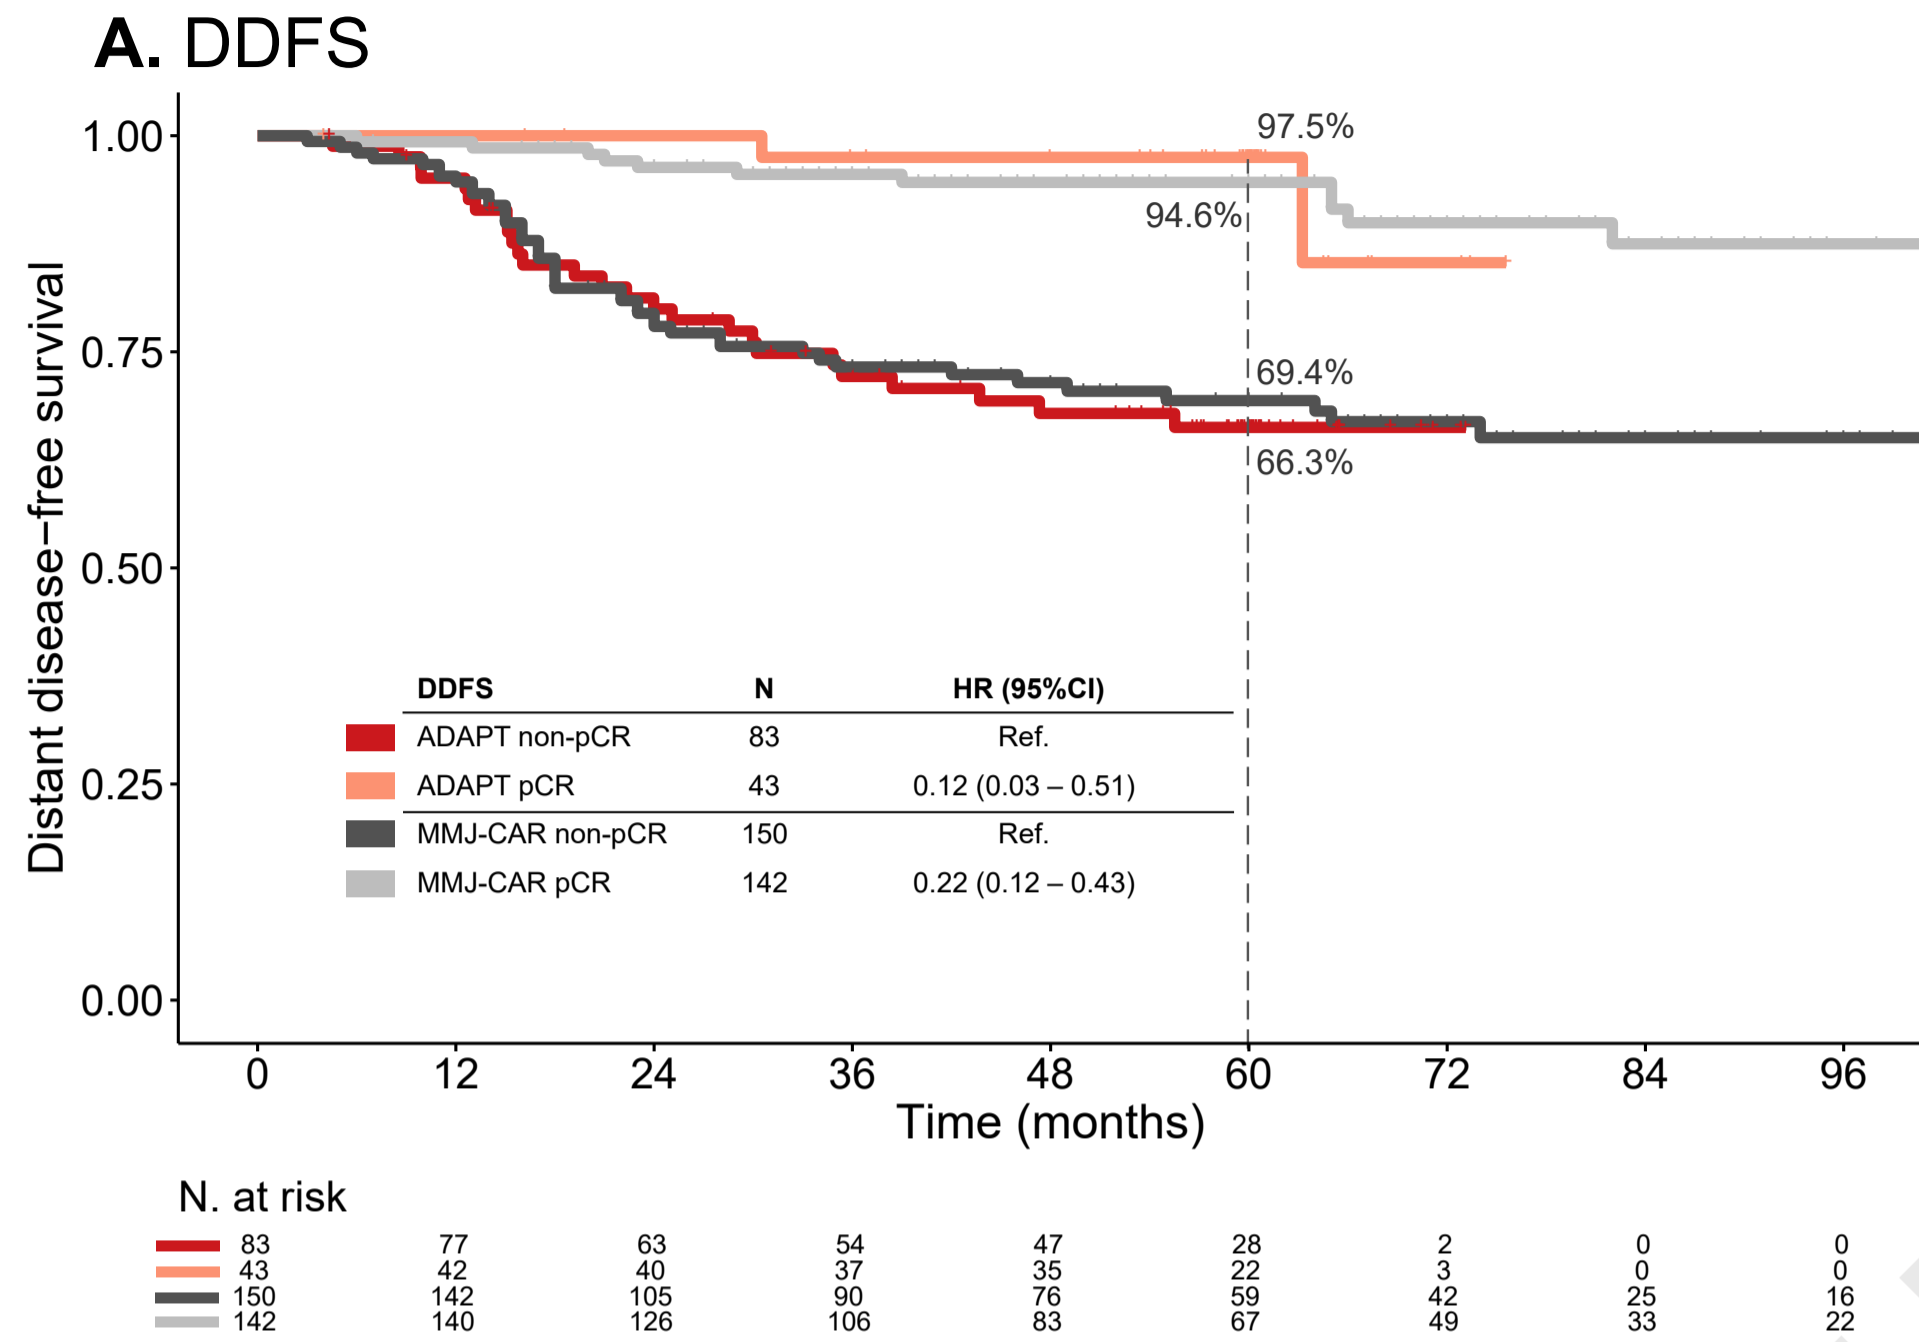 A. DDFS
Distant disease−free survival
1.00
0.75
0.50
0.25
0.00
97.5%
94.6%
69.4%
66.3%
DDFS N HR (95%CI)
ADAPT non-pCR 83 Ref.
ADAPT pCR 43 0.12 (0.03 – 0.51)
MMJ-CAR non-pCR 150 Ref.
MMJ-CAR pCR 142 0.22 (0.12 – 0.43)
0 12 24 36 48 60 72 84 96
Time (months)
N. at risk
83 77 63 54 47 28 2 0 0
43 42 40 37 35 22 3 0 0
150 142 105 90 76 59 42 25 16
142 140 126 106 83 67 49 33 22